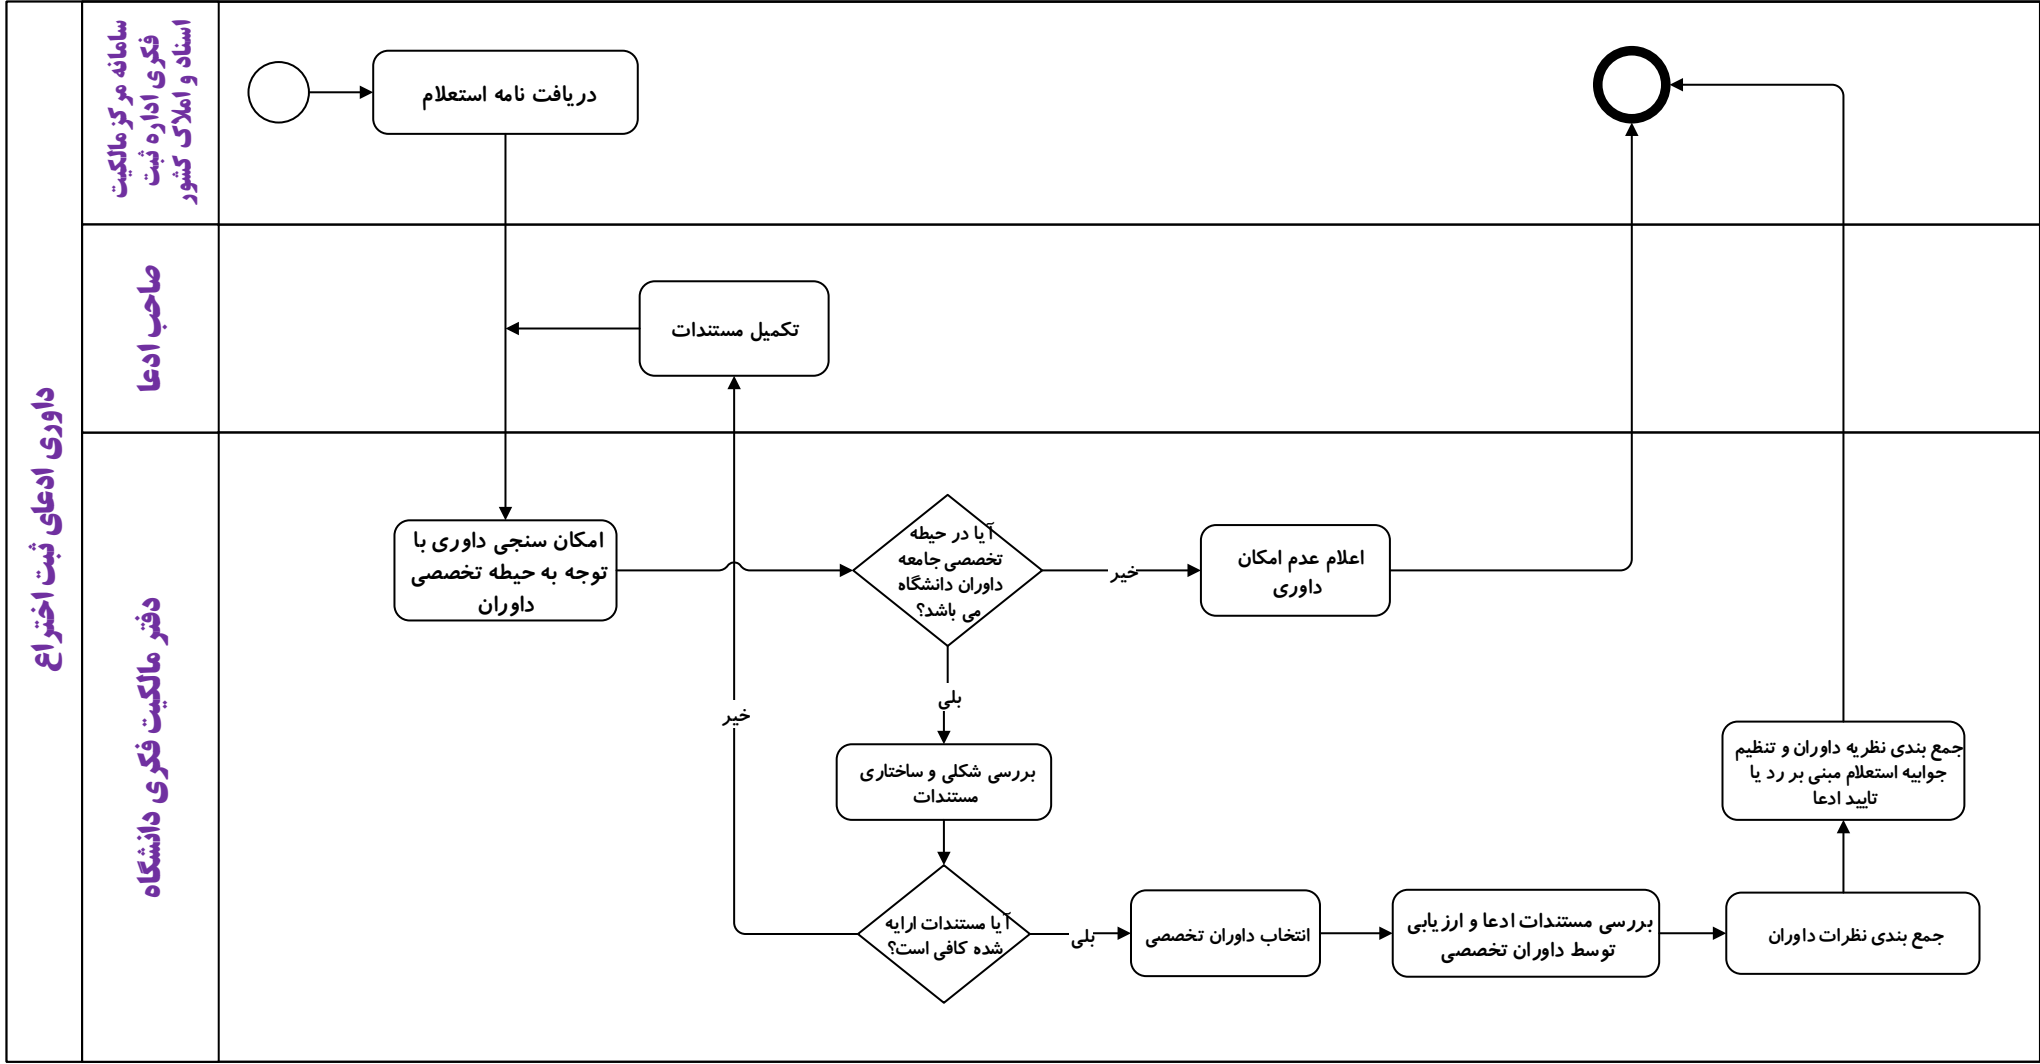 داوری ادعای ثبت اختراع
سامانه مرکز مالکیت
فکری اداره ثبت
اسناد و املاک کشور
دریافت نامه استعلام
صاحب ادعا
تکمیل مستندات
دفتر مالکیت فکری دانشگاه
امکان سنجی داوری با
توجه به حیطه تخصصی
داوران
آیا در حیطه
تخصصی جامعه
داوران دانشگاه
می باشد؟
خیر
اعلام عدم امکان
داوری
بلی
خیر
بررسی شکلی و ساختاری
مستندات
آیا مستندات ارایه
شده کافی است؟
بلی
انتخاب داوران تخصصی
بررسی مستندات ادعا و ارزیابی
توسط داوران تخصصی
جمع بندی نظرات داوران
جمع بندی نظریه داوران و تنظیم
جوابیه استعلام مبنی بر رد یا
تایید ادعا